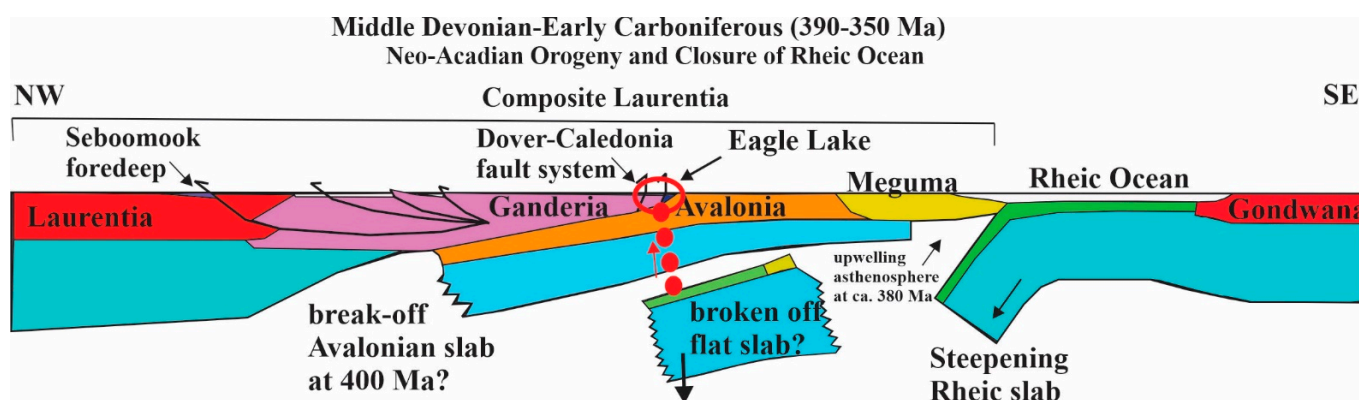 Middle Devonian-Early Carboniferous (390-350 Ma)
Neo-Acadian Orogeny and Closure of Rheic Ocean
NW
SE
Composite Laurentia
Seboomook
foredeep
Dover-Caledonia
fault system
Eagle Lake
Meguma
Rheic Ocean
Laurentia
Ganderia
Avalonia
Gondwana
upwelling
asthenosphere
at ca. 380 Ma
break-off
Avalonian slab
at 400 Ma?
broken off
flat slab?
Steepening
Rheic slab